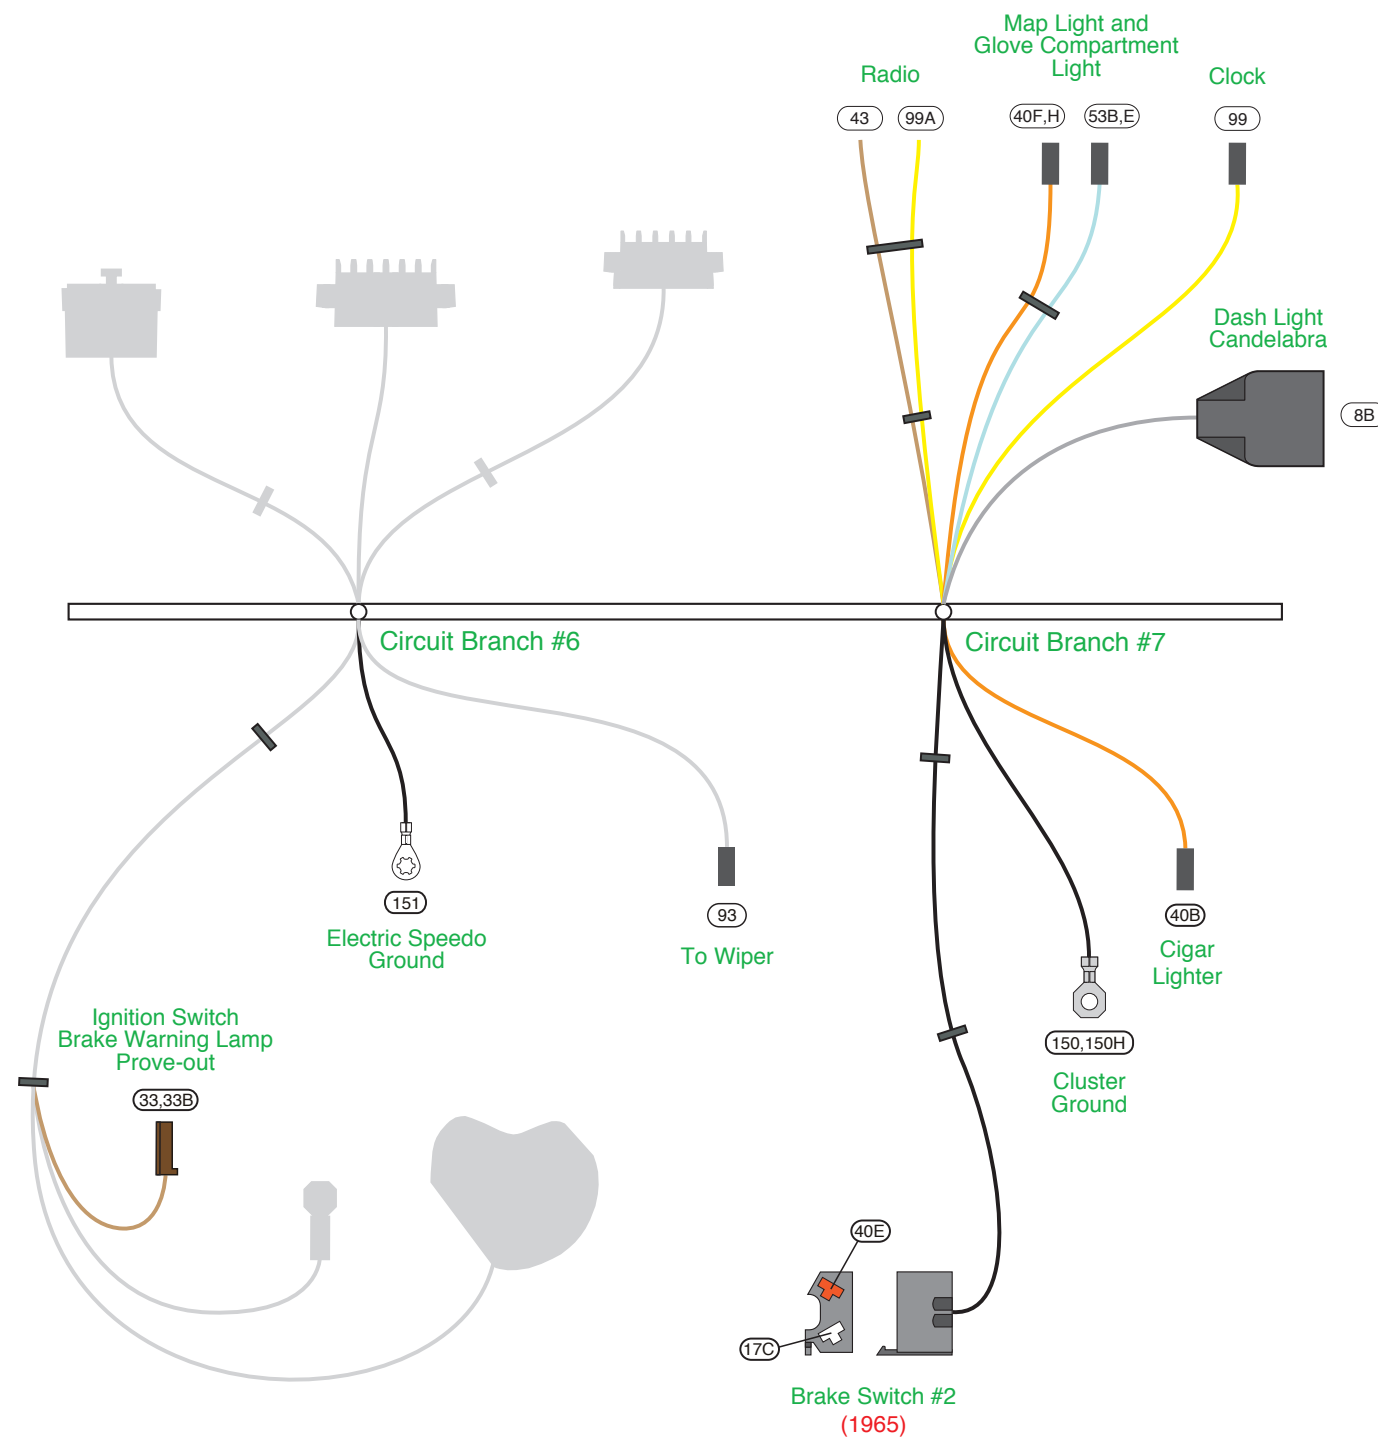 Map Light and
Glove Compartment
Light
Radio
Clock
43
99A
40F,H
53B,E
99
Dash Light
Candelabra
8B
Circuit Branch #6
Circuit Branch #7
151
Electric Speedo
Ground
93
To Wiper
40B
Cigar
Lighter
Ignition Switch
Brake Warning Lamp
Prove-out
33,33B
150,150H
Cluster
Ground
40E
17C
Brake Switch #2
(1965)